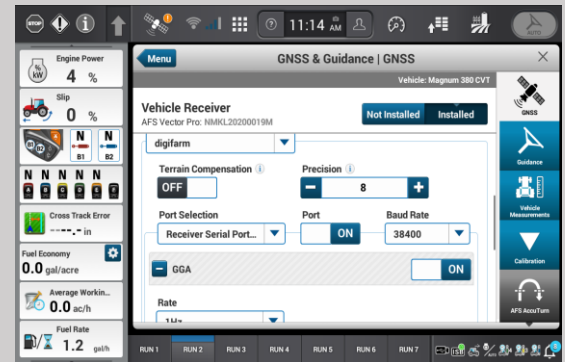 STOP
11:14 AM
AUTO
Engine Power
% kW
4 %
Slip
0 %
N N
B1 B2
N N N N N
Cross Track Error
----.- in
Fuel Economy
0.0 gal/acre
Average Workin...
0.0 ac/h
Fuel Rate
1.2 gal/h
Menu
GNSS & Guidance | GNSS
Vehicle: Magnum 380 CVT
Vehicle Receiver
AFS Vector Pro: NMKL20200019M
Not Installed Installed
digifarm
Terrain Compensation
Precision
OFF
8
Port Selection
Port
Baud Rate
Receiver Serial Port...
ON
38400
GGA
ON
Rate
1Hz
GNSS
Guidance
Vehicle
Measurements
Calibration
AFS AccuTurn
RUN 1 RUN 2 RUN 3 RUN 4 RUN 5 RUN 6 RUN 7